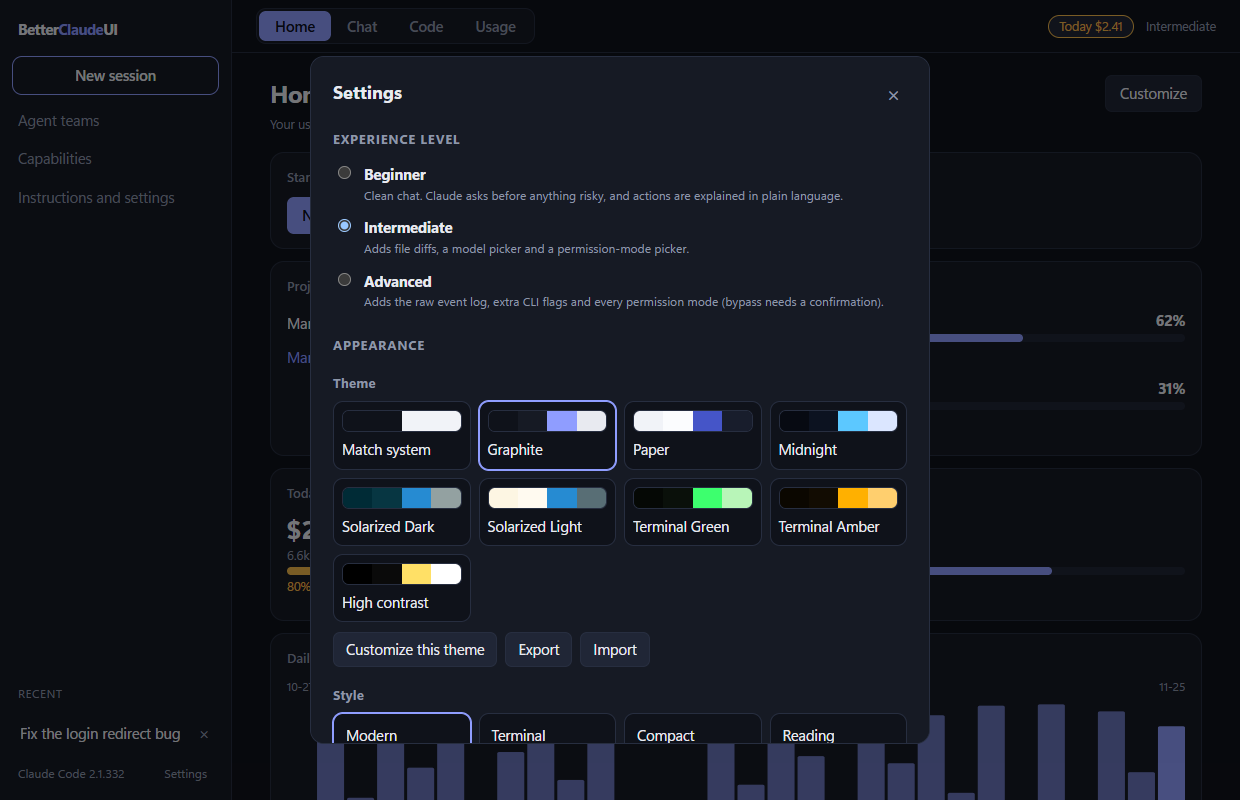 BetterClaudeUI
Home
Chat
Code
Usage
Today $2.41
Intermediate
New session
Agent teams
Capabilities
Instructions and settings
Customize
Settings
×
EXPERIENCE LEVEL
Beginner
Clean chat. Claude asks before anything risky, and actions are explained in plain language.
Intermediate
Adds file diffs, a model picker and a permission-mode picker.
Advanced
Adds the raw event log, extra CLI flags and every permission mode (bypass needs a confirmation).
62%
31%
APPEARANCE
Theme
Match system
Graphite
Paper
Midnight
Solarized Dark
Solarized Light
Terminal Green
Terminal Amber
High contrast
80%
Customize this theme
Export
Import
11-25
Style
Modern
Terminal
Compact
Reading
RECENT
Fix the login redirect bug
×
Claude Code 2.1.332
Settings